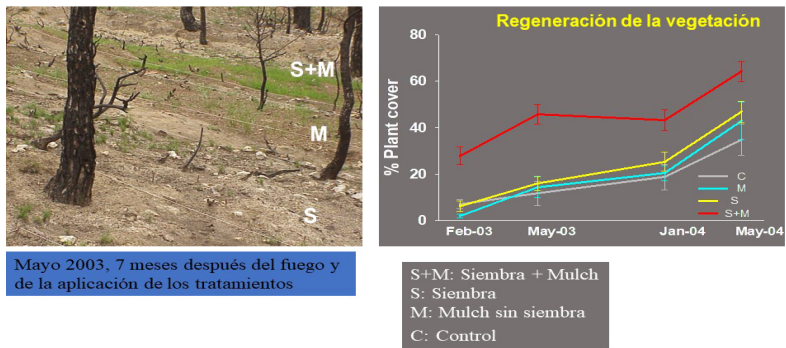 S+M
M
S
Mayo 2003, 7 meses después del fuego y
de la aplicación de los tratamientos
Regeneración de la vegetación
% Plant cover
80
60
40
20
0
Feb-03
May-03
Jan-04
May-04
C
M
S
S+M
S+M: Siembra + Mulch
S: Siembra
M: Mulch sin siembra
C: Control